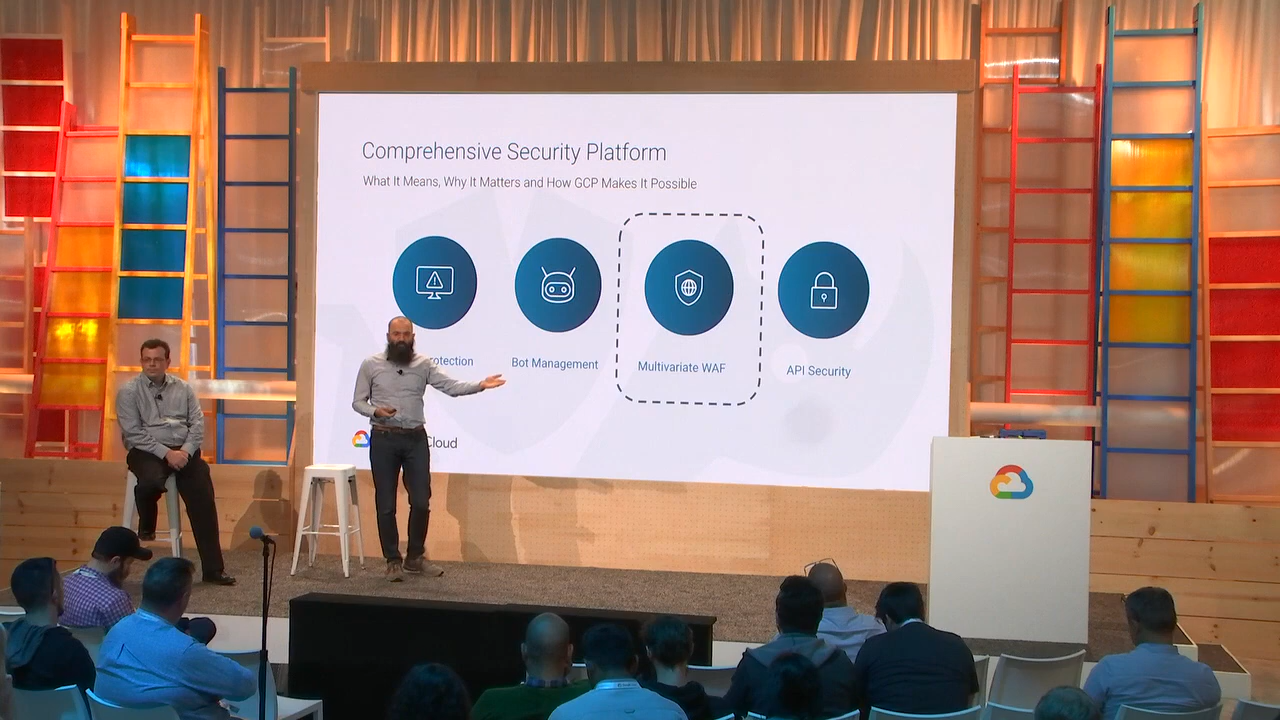 Comprehensive Security Platform
What It Means, Why It Matters and How GCP Makes It Possible
Bot Management
Multivariate WAF
API Security
Cloud